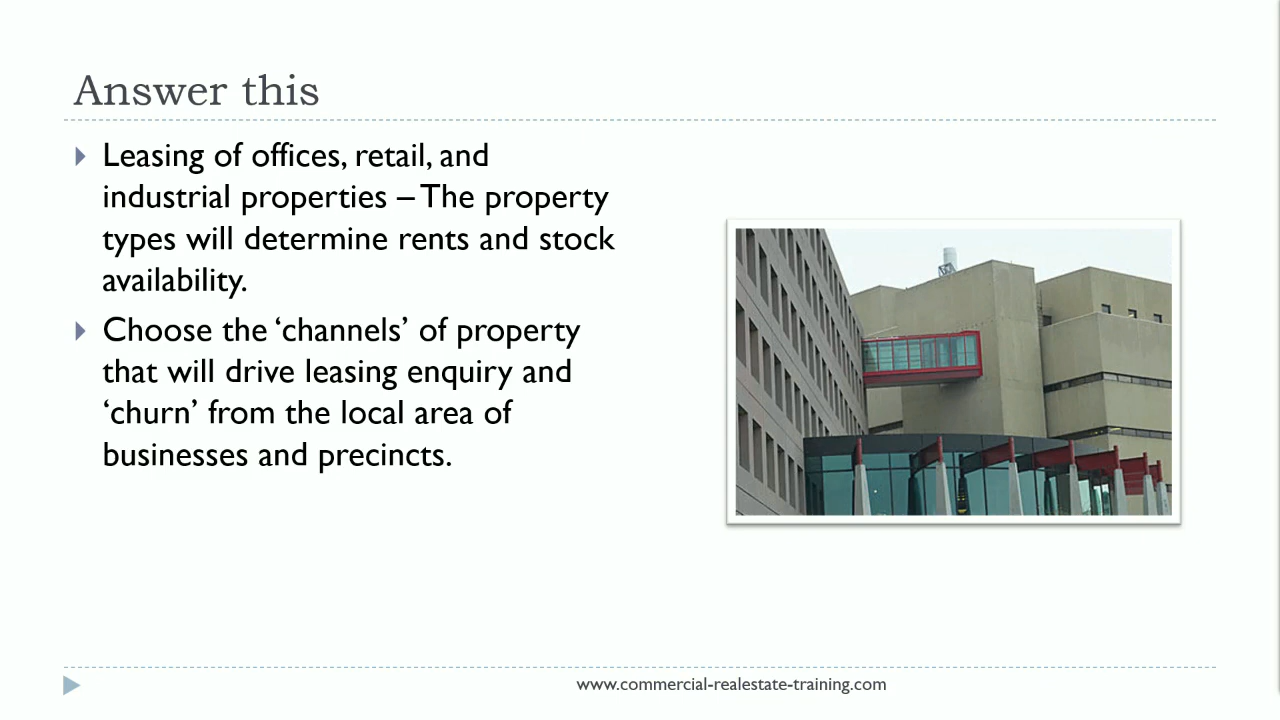 Answer this
Leasing of offices, retail, and
industrial properties – The property
types will determine rents and stock
availability.
Choose the ‘channels’ of property
that will drive leasing enquiry and
‘churn’ from the local area of
businesses and precincts.
www.commercial-realestate-training.com